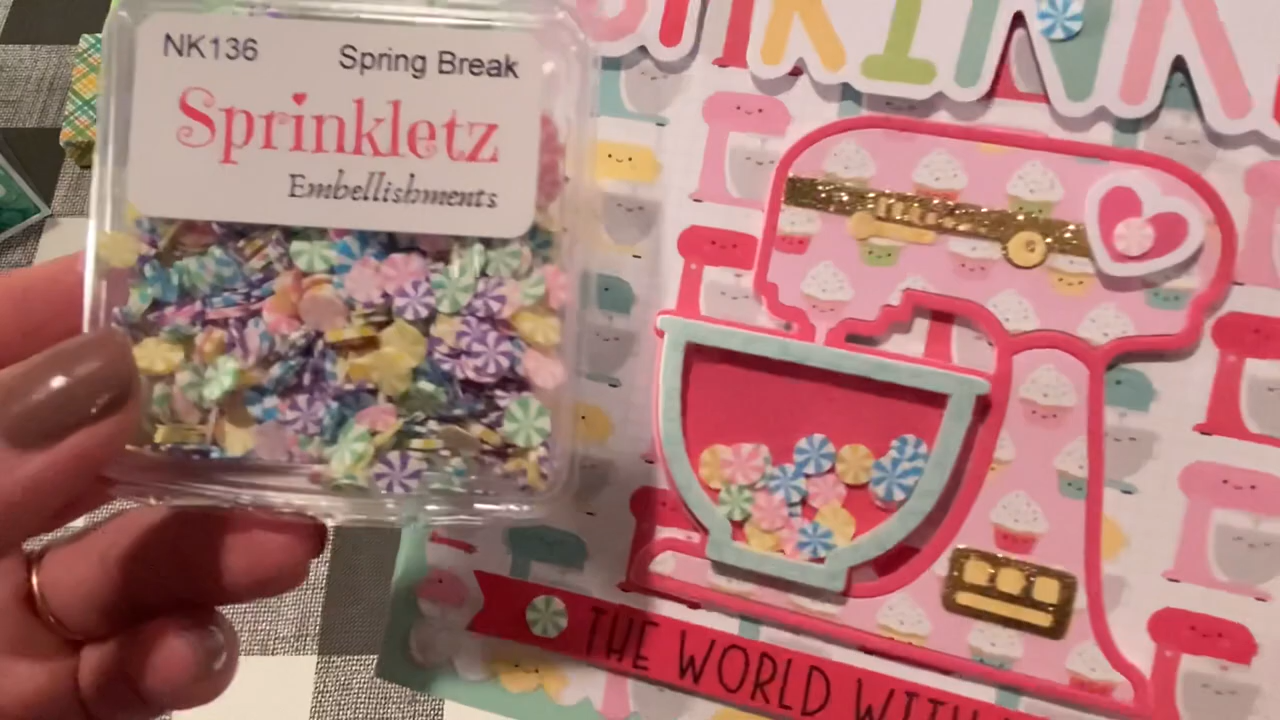 NK136 Spring Break
Sprinkletz
Embellishments
THE WORLD WITH